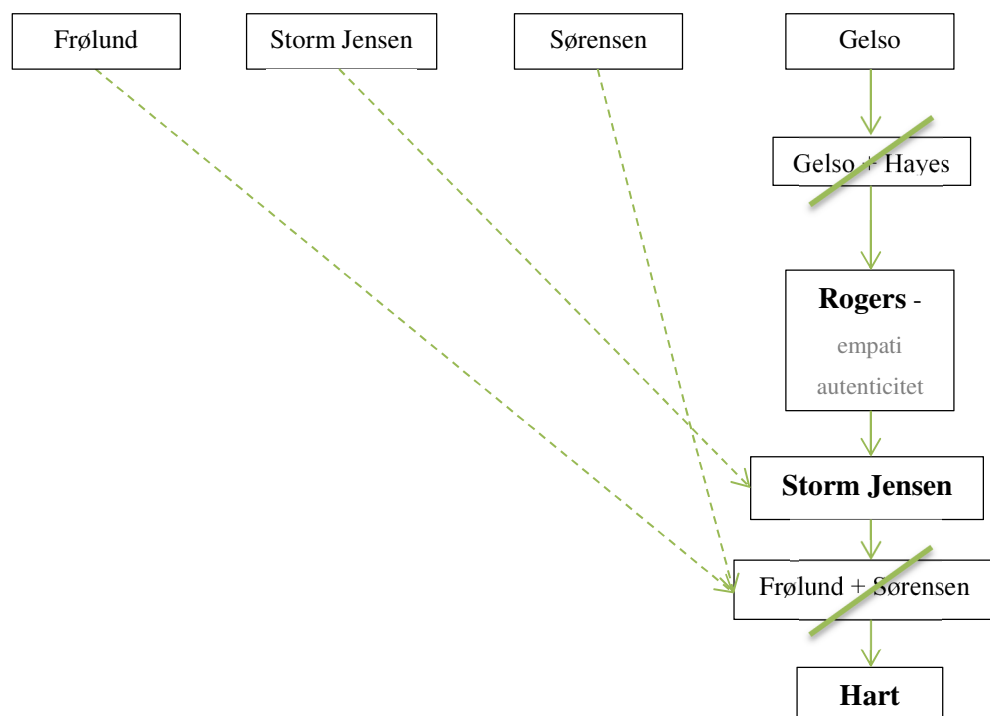 Frølund
Storm Jensen
Sørensen
Gelso
Gelso + Hayes
Rogers -
empati
autenticitet
Storm Jensen
Frølund + Sørensen
Hart